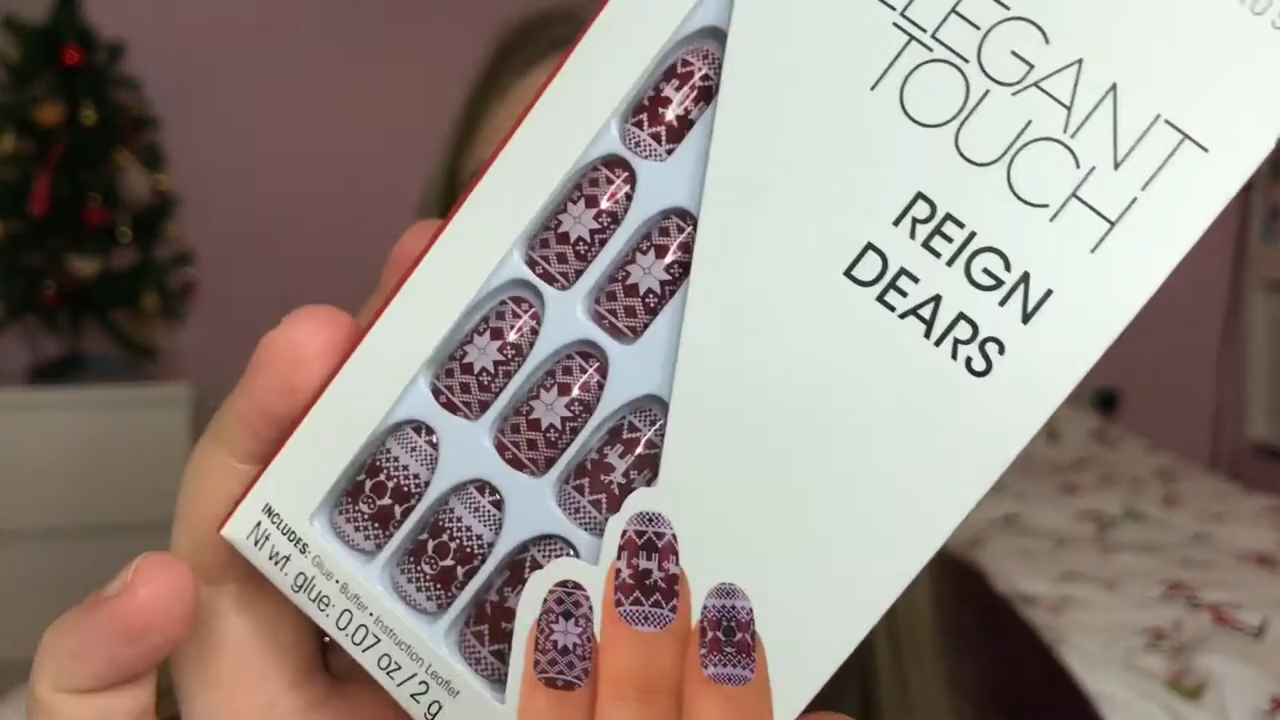 ELEGANT
TOUCH
REIGN
DEARS
INCLUDES: Glue • Buffer • Instruction Leaflet
Nt wt. glue: 0.07 oz / 2 g